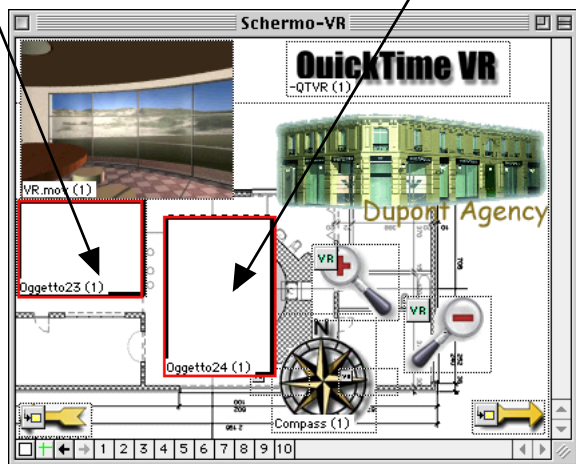 Schermo-VR
QuickTime VR
-QTVR (1)
VR.mov (1)
Dupont Agency
Oggetto23 (1)
Oggetto24 (1)
VR
VR
N
Compass (1)
1 2 3 4 5 6 7 8 9 10